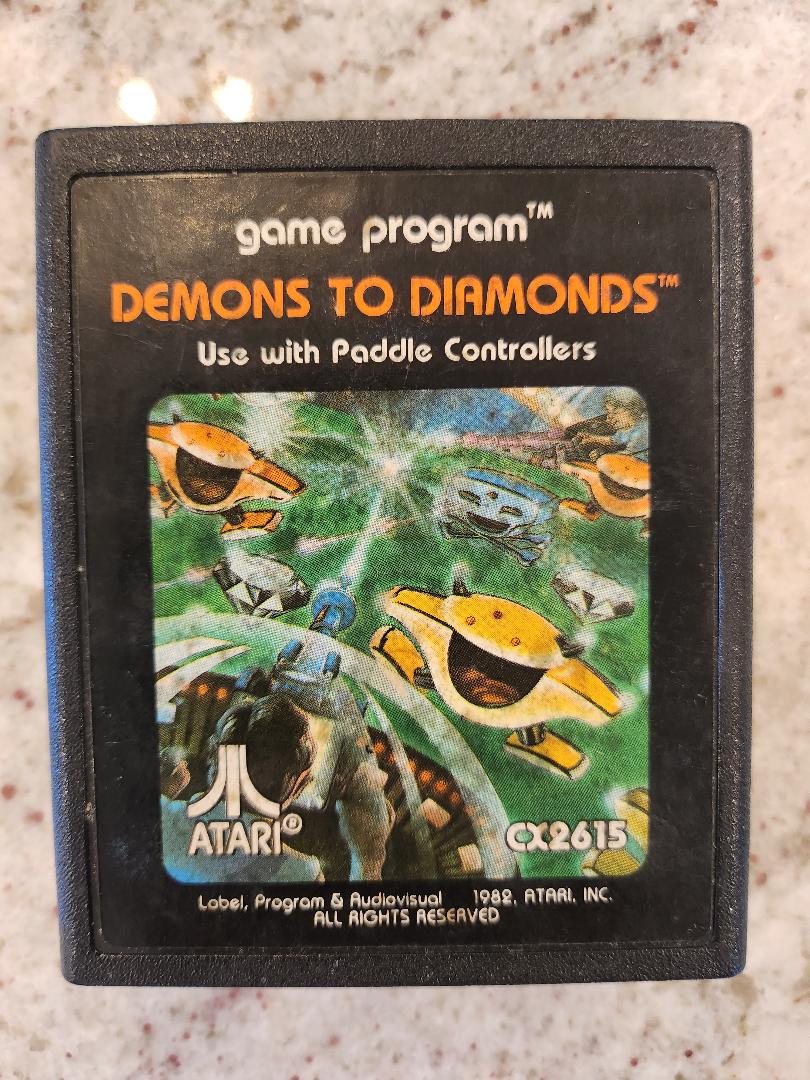 game program™
DEMONS TO DIAMONDS™
Use with Paddle Controllers
ATARI®
CX2615
Label, Program & Audiovisual 1982, ATARI, INC.
ALL RIGHTS RESERVED